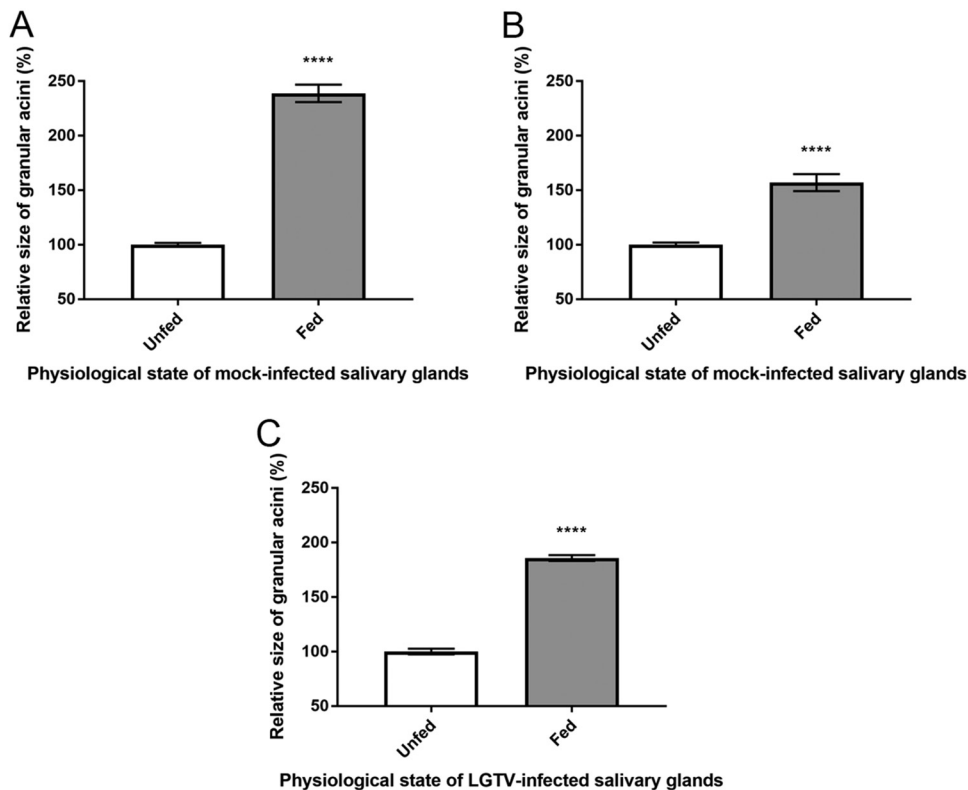 A
Relative size of granular acini (%)
250
200
150
100
50
****
Unfed
Fed
Physiological state of mock-infected salivary glands
B
Relative size of granular acini (%)
250
200
150
100
50
****
Unfed
Fed
Physiological state of mock-infected salivary glands
C
Relative size of granular acini (%)
250
200
150
100
50
****
Unfed
Fed
Physiological state of LGTV-infected salivary glands